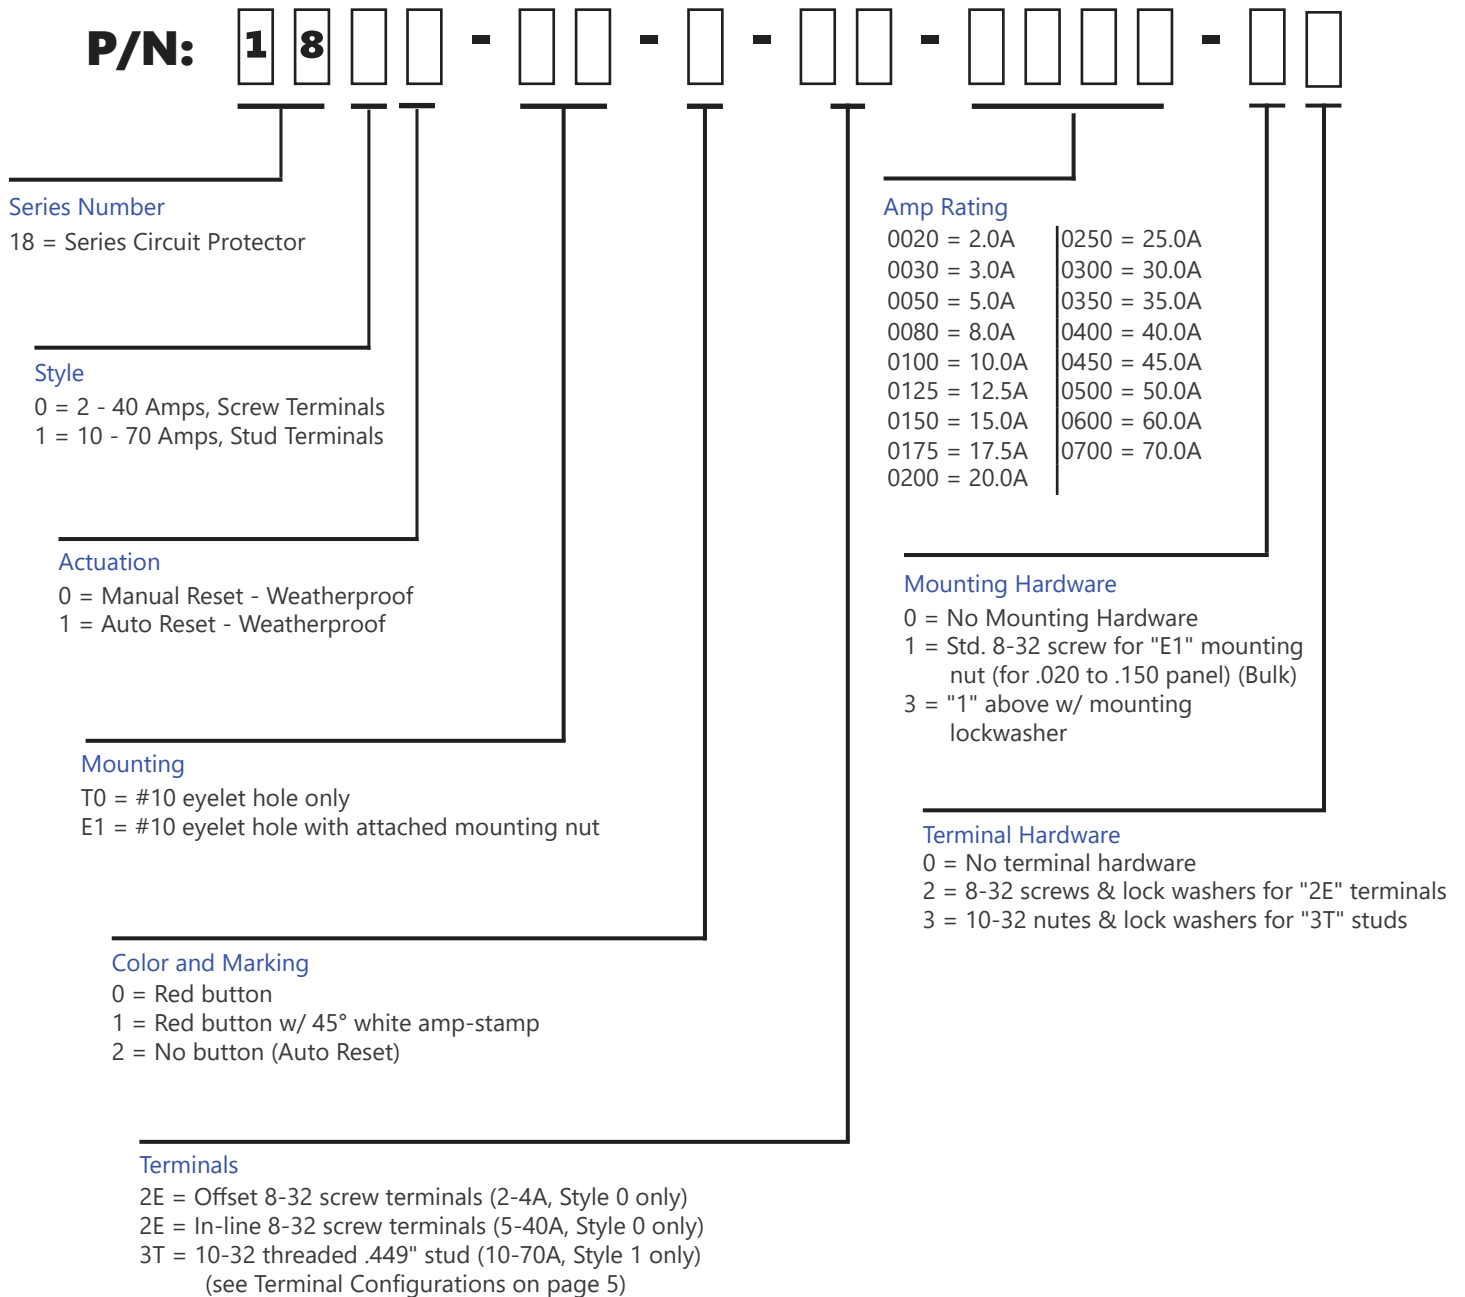 P/N: 1 8 - - - - -
Series Number
18 = Series Circuit Protector
Style
0 = 2 - 40 Amps, Screw Terminals
1 = 10 - 70 Amps, Stud Terminals
Actuation
0 = Manual Reset - Weatherproof
1 = Auto Reset - Weatherproof
Mounting
T0 = #10 eyelet hole only
E1 = #10 eyelet hole with attached mounting nut
Color and Marking
0 = Red button
1 = Red button w/ 45° white amp-stamp
2 = No button (Auto Reset)
Terminals
2E = Offset 8-32 screw terminals (2-4A, Style 0 only)
2E = In-line 8-32 screw terminals (5-40A, Style 0 only)
3T = 10-32 threaded .449" stud (10-70A, Style 1 only)
(see Terminal Configurations on page 5)
Amp Rating
0020 = 2.0A
0030 = 3.0A
0050 = 5.0A
0080 = 8.0A
0100 = 10.0A
0125 = 12.5A
0150 = 15.0A
0175 = 17.5A
0200 = 20.0A
0250 = 25.0A
0300 = 30.0A
0350 = 35.0A
0400 = 40.0A
0450 = 45.0A
0500 = 50.0A
0600 = 60.0A
0700 = 70.0A
Mounting Hardware
0 = No Mounting Hardware
1 = Std. 8-32 screw for "E1" mounting
nut (for .020 to .150 panel) (Bulk)
3 = "1" above w/ mounting
lockwasher
Terminal Hardware
0 = No terminal hardware
2 = 8-32 screws & lock washers for "2E" terminals
3 = 10-32 nutes & lock washers for "3T" studs